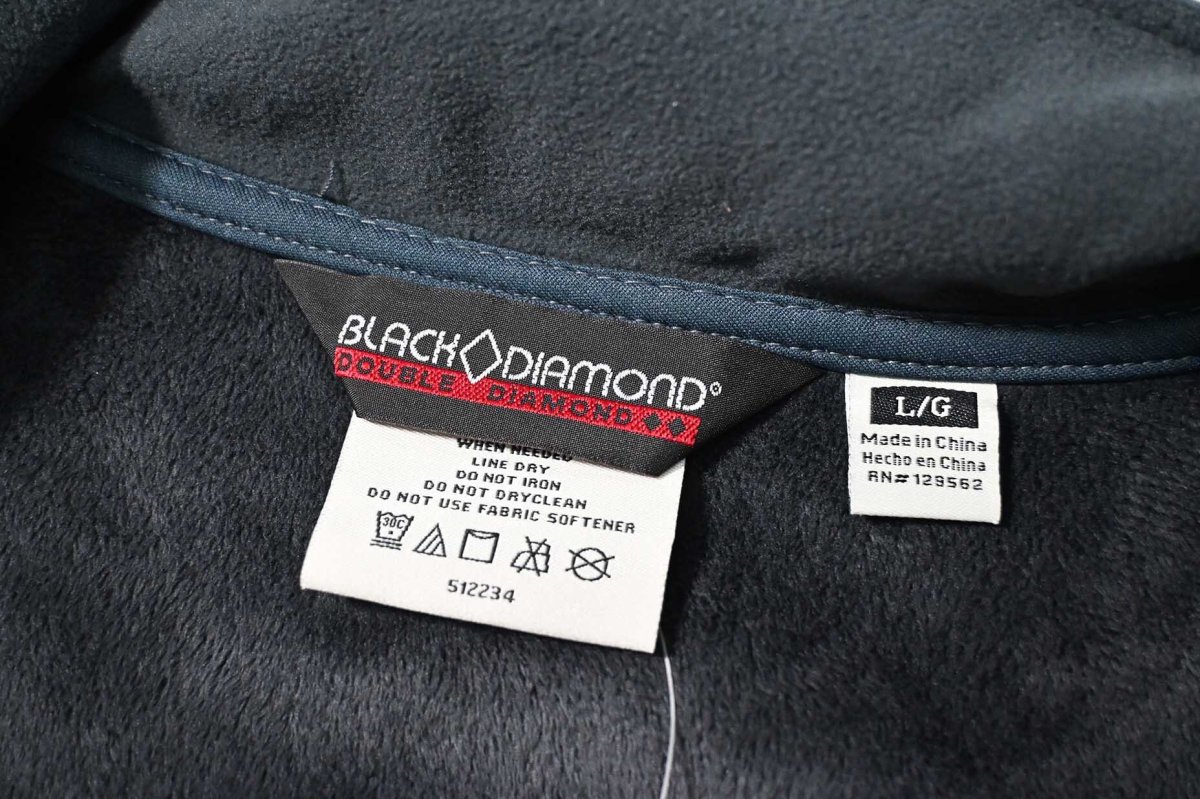 BLACK◇DIAMOND®
DOUBLE DIAMOND◆◆
WHEN NEEDED
LINE DRY
DO NOT IRON
DO NOT DRYCLEAN
DO NOT USE FABRIC SOFTENER
30C
512234
L/G
Made in China
Hecho en China
RN#129562